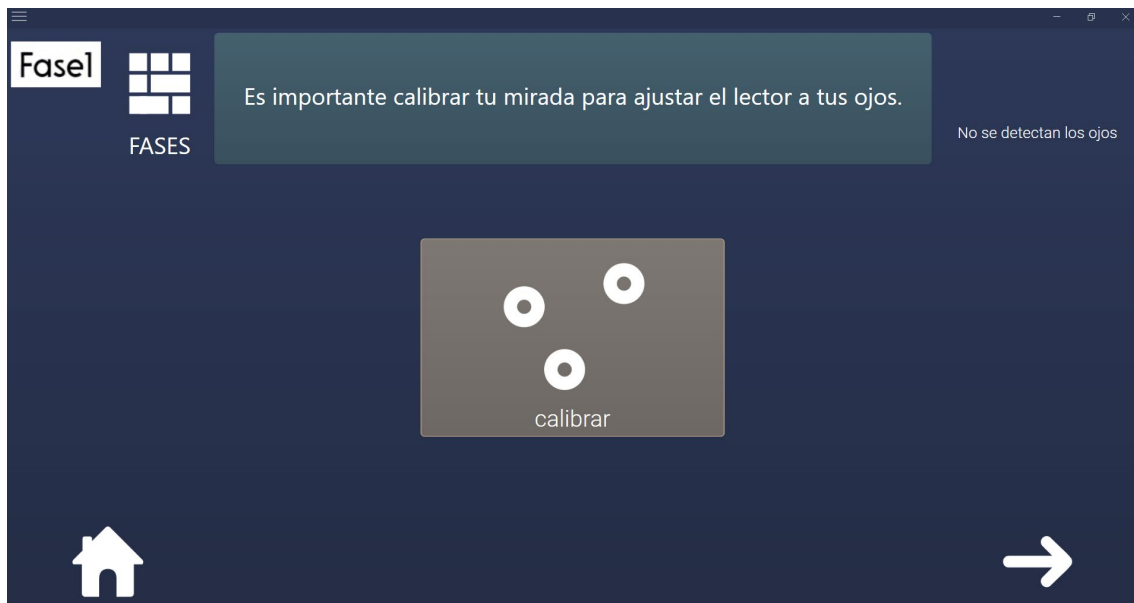 Fase1
FASES
Es importante calibrar tu mirada para ajustar el lector a tus ojos.
No se detectan los ojos
calibrar